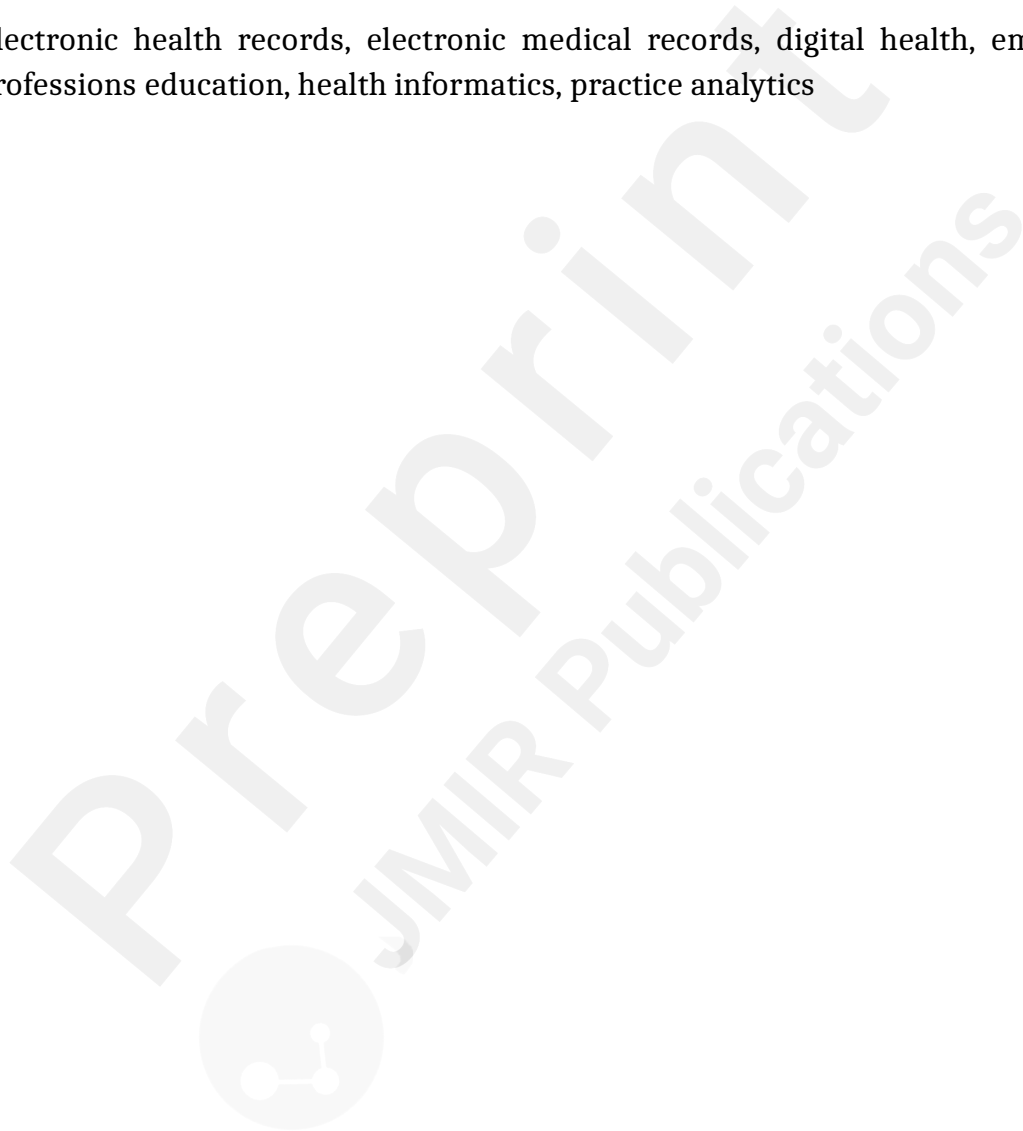 lectronic health records, electronic medical records, digital health, em
rofessions education, health informatics, practice analytics
Preprint
JMIR Publications